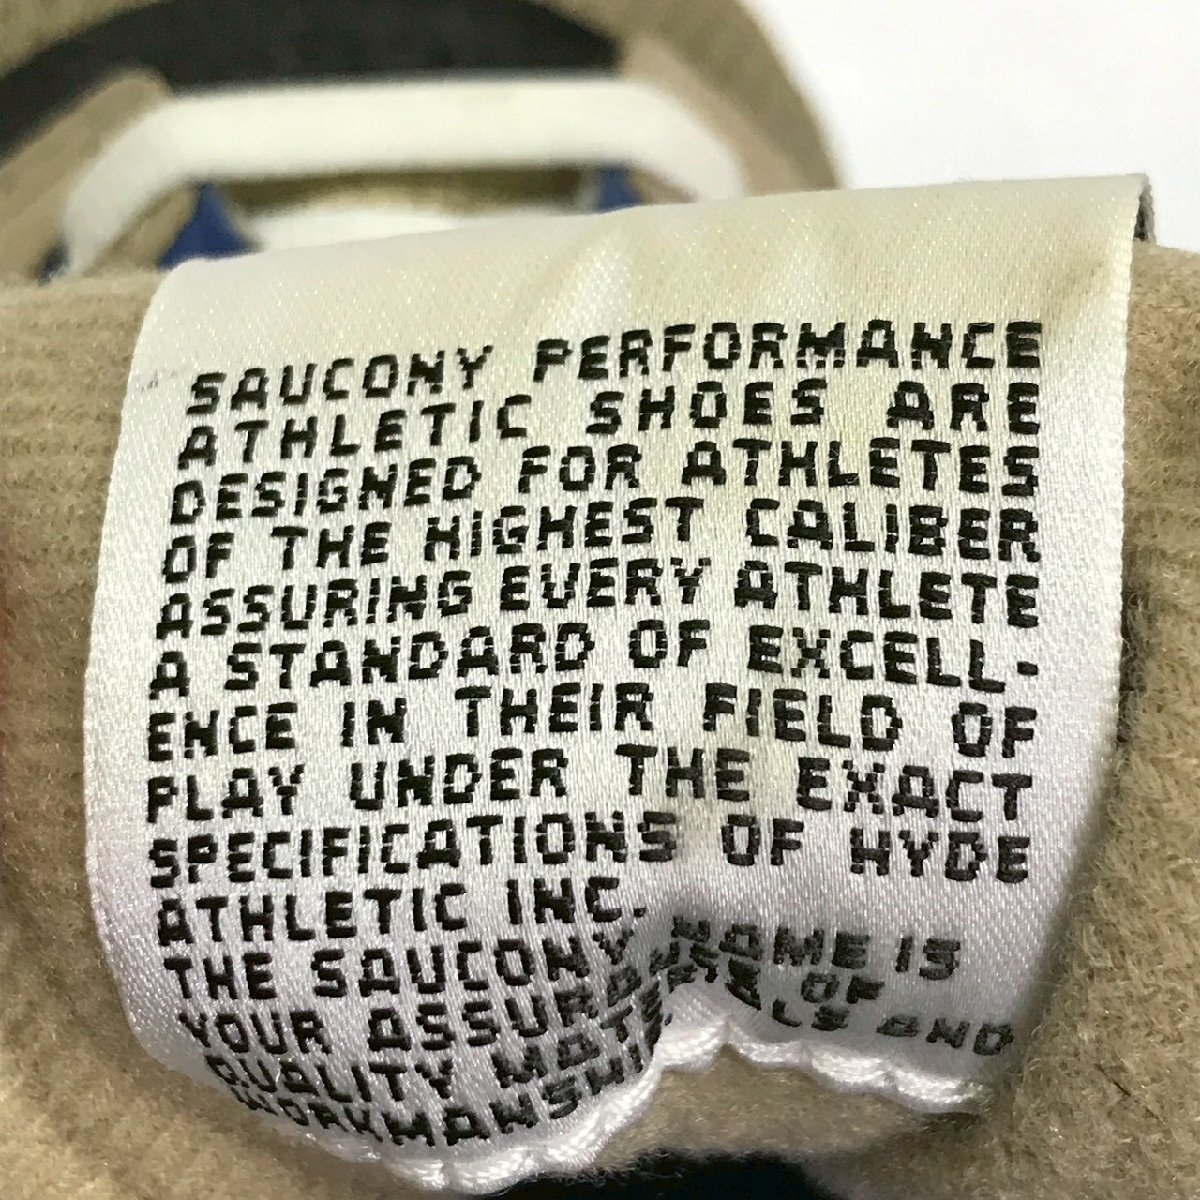 SAUCONY PERFORMANCE
ATHLETIC SHOES ARE
DESIGNED FOR ATHLETES
OF THE HIGHEST CALIBER
ASSURING EVERY ATHLETE
A STANDARD OF EXCELL-
ENCE IN THEIR FIELD OF
PLAY UNDER THE EXACT
SPECIFICATIONS OF HYDE
ATHLETIC INC.
THE SAUCONY NAME IS
YOUR ASSURANCE OF
QUALITY MATERIALS AND
WORKMANSHIP